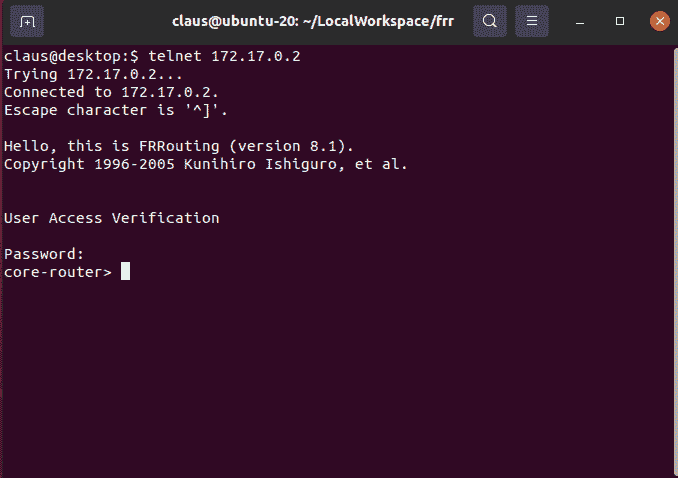 claus@ubuntu-20: ~/LocalWorkspace/frr
claus@desktop:$ telnet 172.17.0.2
Trying 172.17.0.2...
Connected to 172.17.0.2.
Escape character is '^]'.
Hello, this is FRRouting (version 8.1).
Copyright 1996-2005 Kunihiro Ishiguro, et al.
User Access Verification
Password:
core-router>